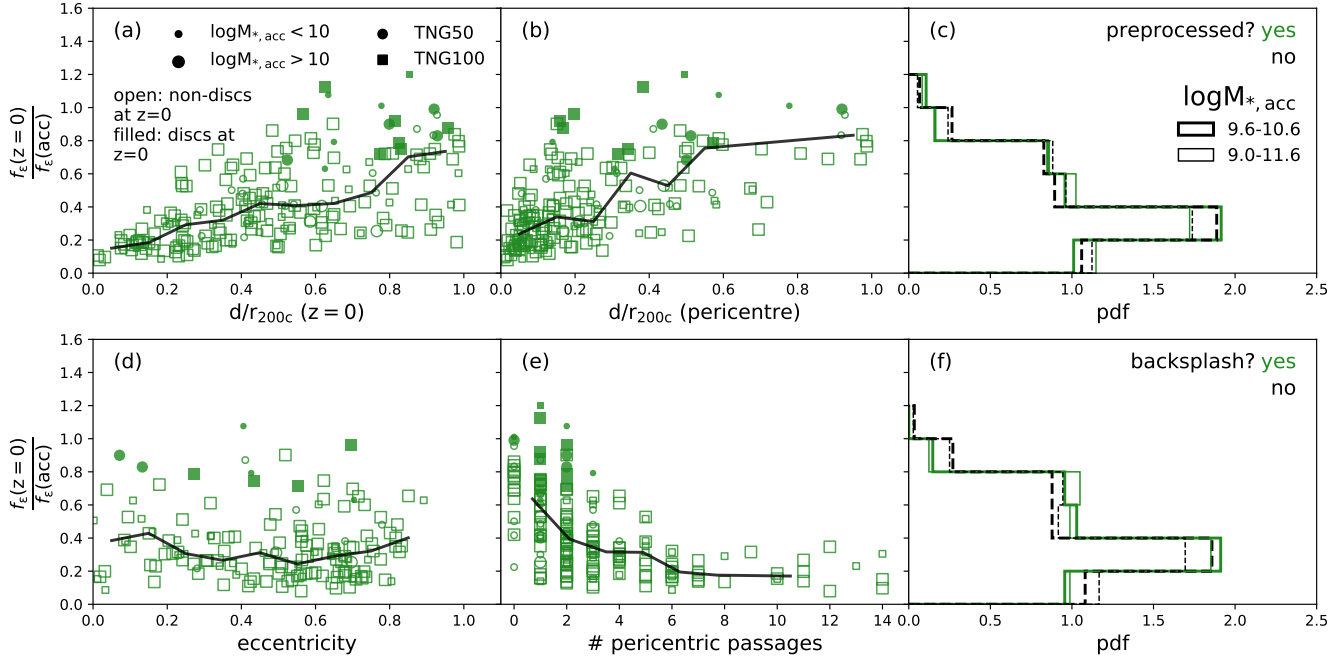 (a)
logM*,acc < 10
logM*,acc > 10
TNG50
TNG100
open: non-discs
at z=0
filled: discs at
z=0
fε(z = 0)
fε(acc)
0.0 0.2 0.4 0.6 0.8 1.0 1.2 1.4 1.6
0.0 0.2 0.4 0.6 0.8 1.0
d/r200c (z = 0)
(b)
0.0 0.2 0.4 0.6 0.8 1.0
d/r200c (pericentre)
(c)
preprocessed? yes
no
logM*,acc
9.6-10.6
9.0-11.6
0.0 0.5 1.0 1.5 2.0 2.5
pdf
(d)
fε(z = 0)
fε(acc)
0.0 0.2 0.4 0.6 0.8 1.0 1.2 1.4 1.6
0.0 0.2 0.4 0.6 0.8 1.0
eccentricity
(e)
0 2 4 6 8 10 12 14
# pericentric passages
(f)
backsplash? yes
no
0.0 0.5 1.0 1.5 2.0 2.5
pdf